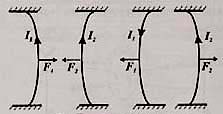 I₁ I₂ I₁ I₂
F₁ F₂ F₁ F₂